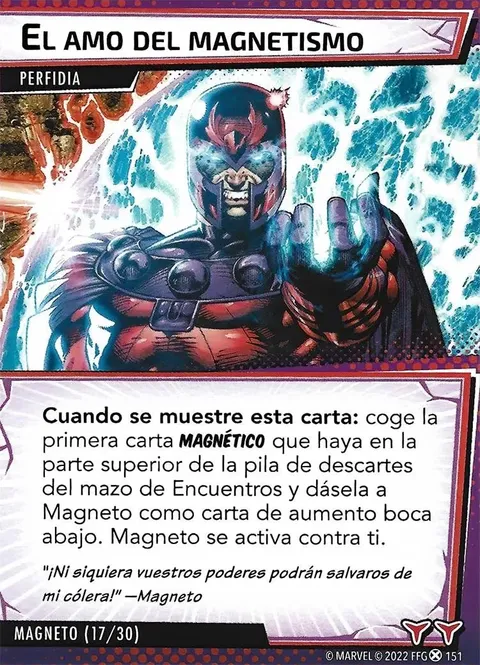 EL AMO DEL MAGNETISMO
PERFIDIA
Cuando se muestre esta carta: coge la
primera carta MAGNÉTICO que haya en la
parte superior de la pila de descartes
del mazo de Encuentros y dásela a
Magneto como carta de aumento boca
abajo. Magneto se activa contra ti.
"¡Ni siquiera vuestros poderes podrán salvaros de
mi cólera!" —Magneto
MAGNETO (17/30)
© MARVEL © 2022 FFG 151